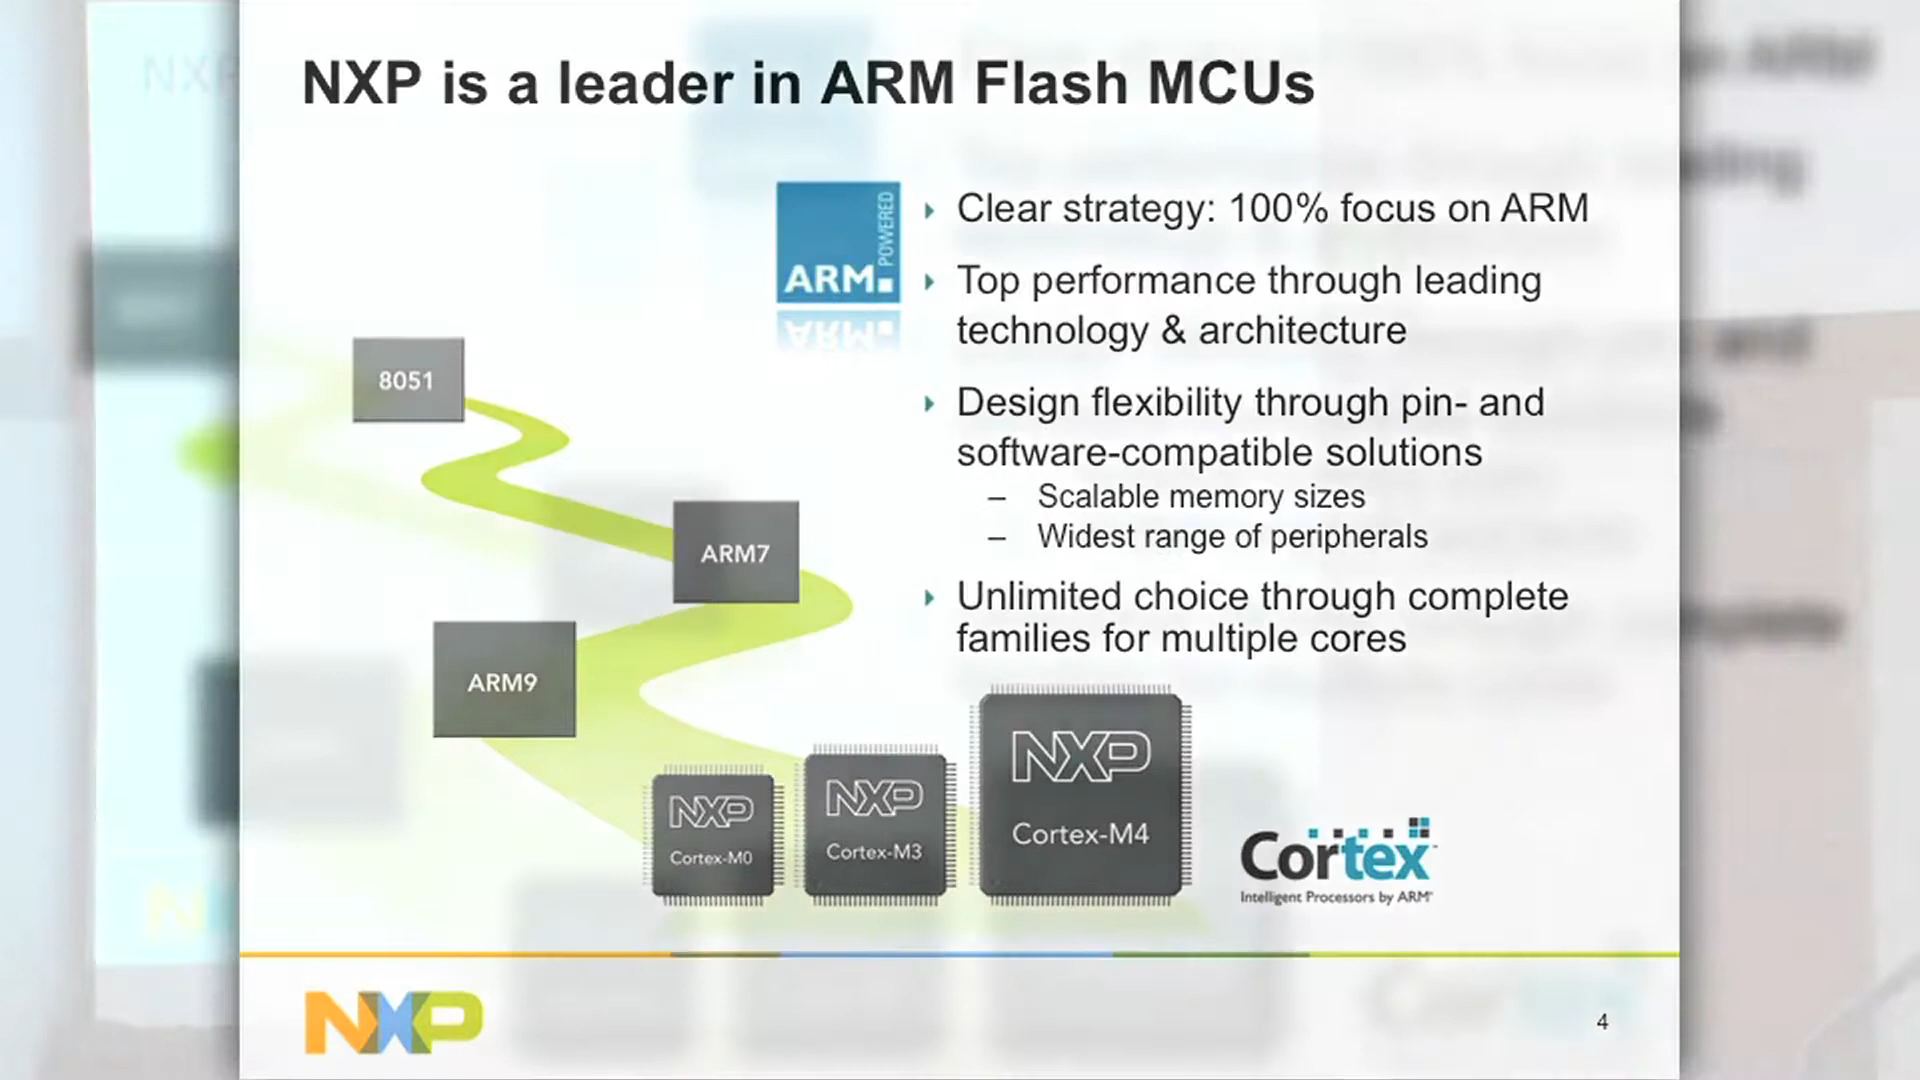 NXP is a leader in ARM Flash MCUs
ARM POWERED
Clear strategy: 100% focus on ARM
Top performance through leading
technology & architecture
Design flexibility through pin- and
software-compatible solutions
– Scalable memory sizes
– Widest range of peripherals
Unlimited choice through complete
families for multiple cores
8051
ARM7
ARM9
NXP
Cortex-M0
NXP
Cortex-M3
NXP
Cortex-M4
Cortex
Intelligent Processors by ARM®
NXP
4